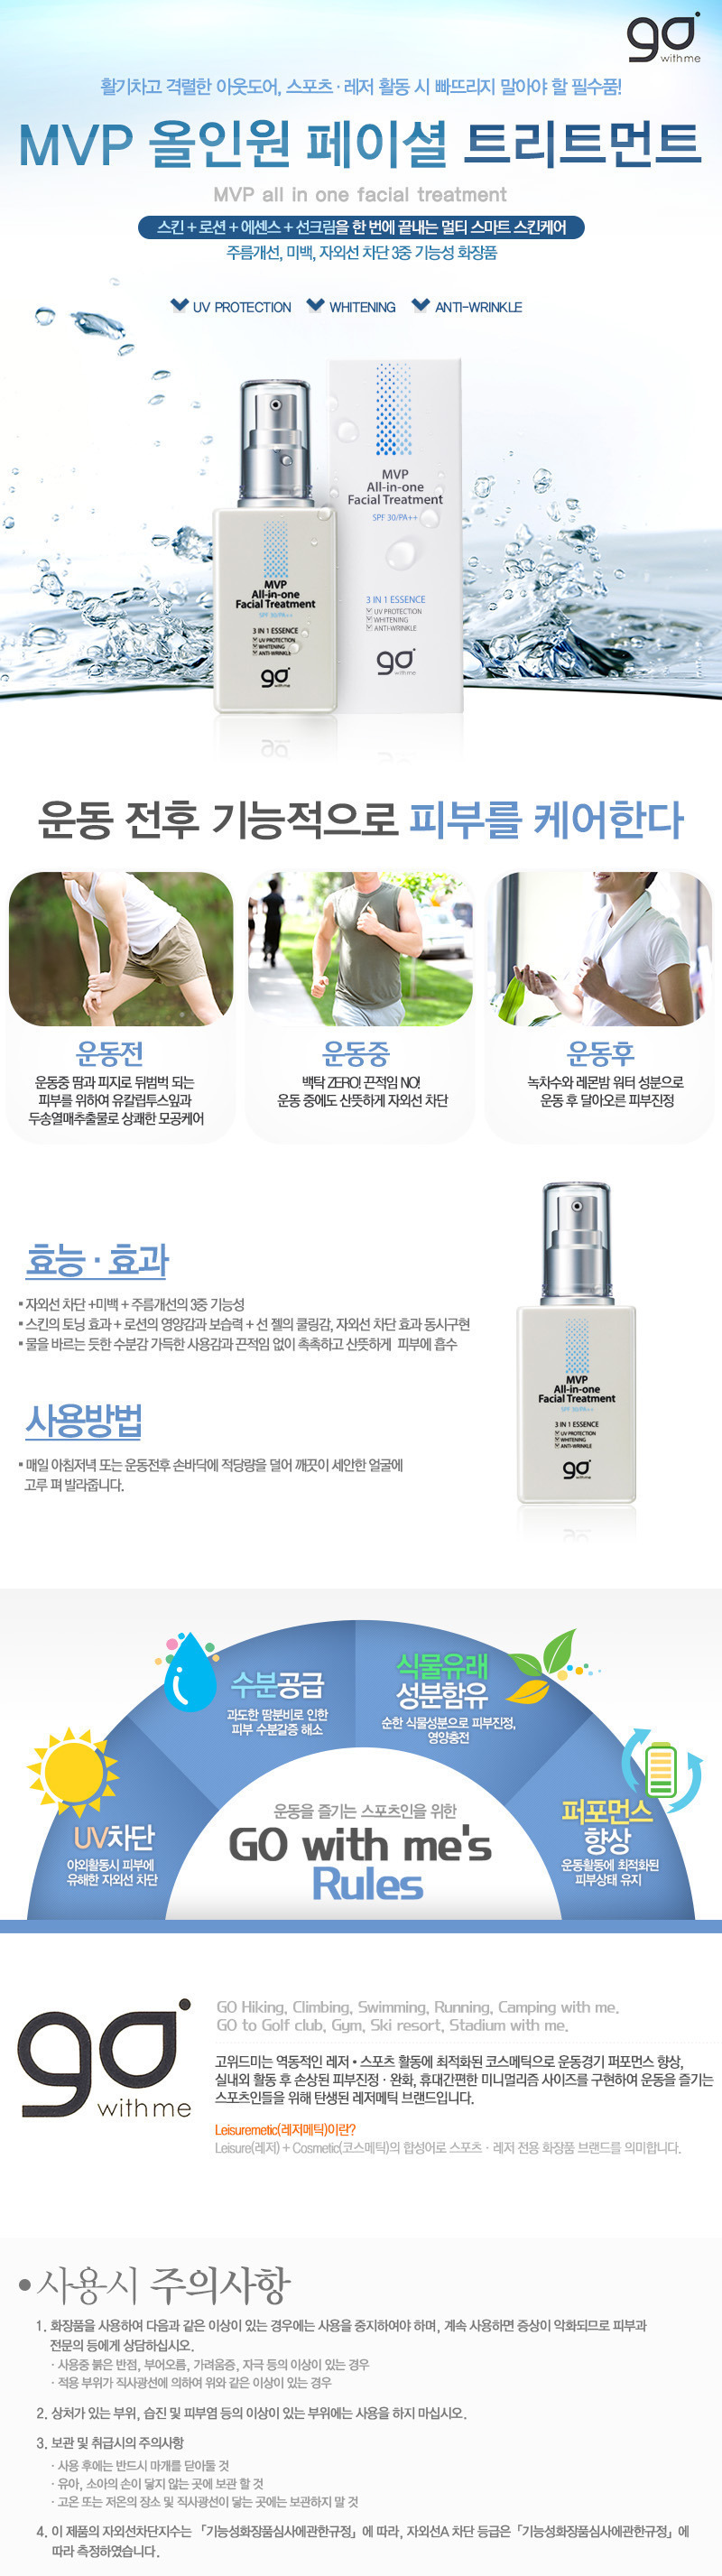 go
with me
활기차고 격렬한 아웃도어, 스포츠 · 레저 활동 시 빠뜨리지 말아야 할 필수품!
MVP 올인원 페이셜 트리트먼트
MVP all in one facial treatment
스킨 + 로션 + 에센스 + 선크림을 한 번에 끝내는 멀티 스마트 스킨케어
주름개선, 미백, 자외선 차단 3중 기능성 화장품
UV PROTECTION WHITENING ANTI-WRINKLE
MVP
All-in-one
Facial Treatment
SPF 30/PA++
3 IN 1 ESSENCE
UV PROTECTION
WHITENING
ANTI-WRINKLE
go
with me
MVP
All-in-one
Facial Treatment
SPF 30/PA++
3 IN 1 ESSENCE
UV PROTECTION
WHITENING
ANTI-WRINKLE
go
with me
운동 전후 기능적으로 피부를 케어한다
운동전
운동중 땀과 피지로 뒤범벅 되는
피부를 위하여 유칼립투스잎과
두송열매추출물로 상쾌한 모공케어
운동중
백탁 ZERO! 끈적임 NO!
운동 중에도 산뜻하게 자외선 차단
운동후
녹차수와 레몬밤 워터 성분으로
운동 후 달아오른 피부진정
효능 · 효과
▪ 자외선 차단 +미백 + 주름개선의 3중 기능성
▪ 스킨의 토닝 효과 + 로션의 영양감과 보습력 + 선 젤의 쿨링감, 자외선 차단 효과 동시구현
▪ 물을 바르는 듯한 수분감 가득한 사용감과 끈적임 없이 촉촉하고 산뜻하게 피부에 흡수
사용방법
▪ 매일 아침저녁 또는 운동전후 손바닥에 적당량을 덜어 깨끗이 세안한 얼굴에
고루 펴 발라줍니다.
MVP
All-in-one
Facial Treatment
SPF 30/PA++
3 IN 1 ESSENCE
UV PROTECTION
WHITENING
ANTI-WRINKLE
go
with me
수분공급
과도한 땀분비로 인한
피부 수분갈증 해소
식물유래
성분함유
순한 식물성분으로 피부진정,
영양충전
UV차단
야외활동시 피부에
유해한 자외선 차단
퍼포먼스
향상
운동활동에 최적화된
피부상태 유지
운동을 즐기는 스포츠인을 위한
GO with me's
Rules
go
with me
GO Hiking, Climbing, Swimming, Running, Camping with me.
GO to Golf club, Gym, Ski resort, Stadium with me.
고위드미는 역동적인 레저 • 스포츠 활동에 최적화된 코스메틱으로 운동경기 퍼포먼스 향상,
실내외 활동 후 손상된 피부진정 · 완화, 휴대간편한 미니멀리즘 사이즈를 구현하여 운동을 즐기는
스포츠인들을 위해 탄생된 레저메틱 브랜드입니다.
Leisuremetic(레저메틱)이란?
Leisure(레저) + Cosmetic(코스메틱)의 합성어로 스포츠 · 레저 전용 화장품 브랜드를 의미합니다.
• 사용시 주의사항
1. 화장품을 사용하여 다음과 같은 이상이 있는 경우에는 사용을 중지하여야 하며, 계속 사용하면 증상이 악화되므로 피부과
전문의 등에게 상담하십시오.
· 사용중 붉은 반점, 부어오름, 가려움증, 자극 등의 이상이 있는 경우
· 적용 부위가 직사광선에 의하여 위와 같은 이상이 있는 경우
2. 상처가 있는 부위, 습진 및 피부염 등의 이상이 있는 부위에는 사용을 하지 마십시오.
3. 보관 및 취급시의 주의사항
· 사용 후에는 반드시 마개를 닫아둘 것
· 유아, 소아의 손이 닿지 않는 곳에 보관 할 것
· 고온 또는 저온의 장소 및 직사광선이 닿는 곳에는 보관하지 말 것
4. 이 제품의 자외선차단지수는 「기능성화장품심사에관한규정」에 따라, 자외선A 차단 등급은 「기능성화장품심사에관한규정」에
따라 측정하였습니다.